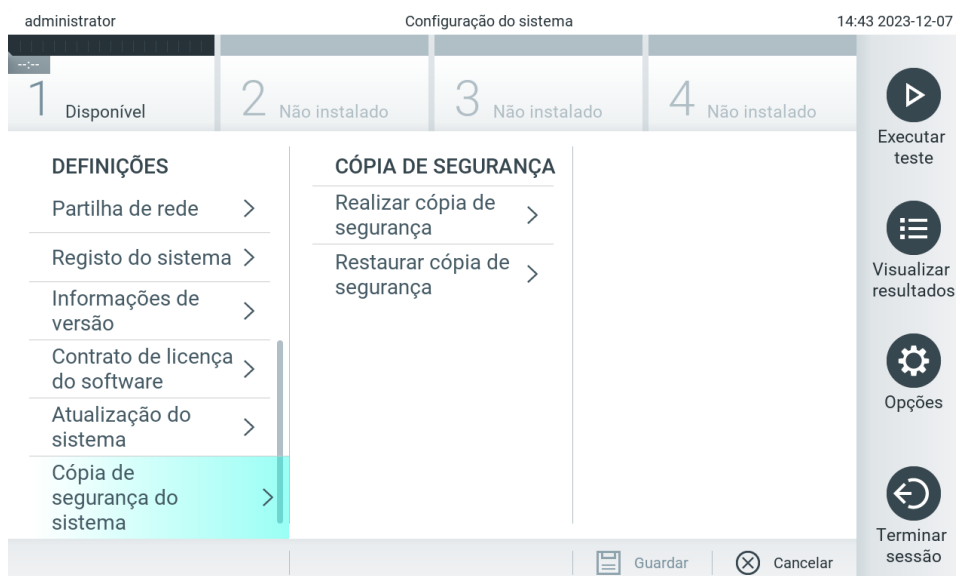 administrator
Configuração do sistema
14:43 2023-12-07
--:--
1 Disponível
2 Não instalado
3 Não instalado
4 Não instalado
DEFINIÇÕES
Partilha de rede
Registo do sistema
Informações de
versão
Contrato de licença
do software
Atualização do
sistema
Cópia de
segurança do
sistema
CÓPIA DE SEGURANÇA
Realizar cópia de
segurança
Restaurar cópia de
segurança
Executar
teste
Visualizar
resultados
Opções
Terminar
sessão
Guardar
Cancelar